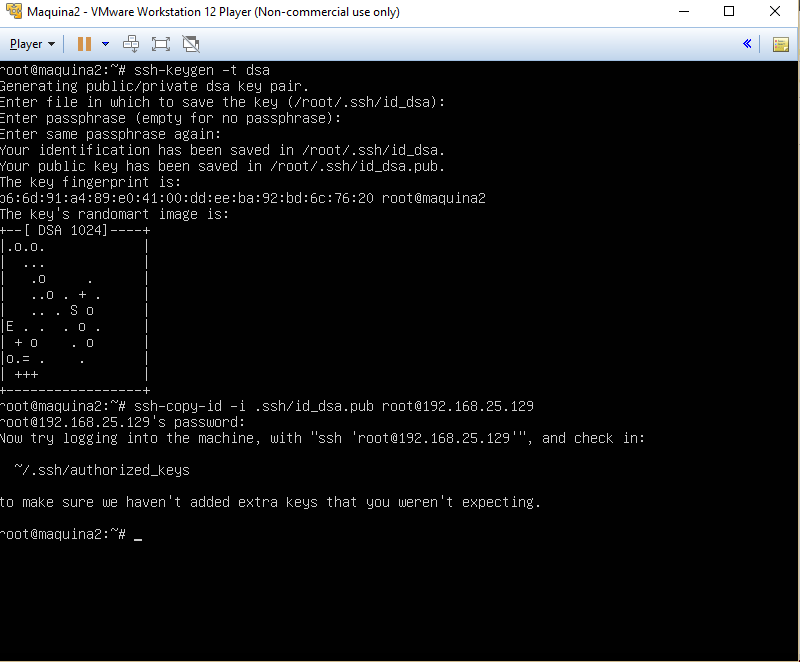 Maquina2 - VMware Workstation 12 Player (Non-commercial use only)
Player
root@maquina2:~# ssh-keygen -t dsa
Generating public/private dsa key pair.
Enter file in which to save the key (/root/.ssh/id_dsa):
Enter passphrase (empty for no passphrase):
Enter same passphrase again:
Your identification has been saved in /root/.ssh/id_dsa.
Your public key has been saved in /root/.ssh/id_dsa.pub.
The key fingerprint is:
b6:6d:91:a4:89:e0:41:00:dd:ee:ba:92:bd:6c:76:20 root@maquina2
The key's randomart image is:
+--[ DSA 1024]----+
|.o.o.            |
|  ...            |
|   .o     .      |
|   ..o . + .     |
|   .. . S o      |
|E . .  . o .     |
| + o    . o      |
|o.= .    .       |
| +++             |
+-----------------+
root@maquina2:~# ssh-copy-id -i .ssh/id_dsa.pub root@192.168.25.129
root@192.168.25.129's password:
Now try logging into the machine, with "ssh 'root@192.168.25.129'", and check in:
~/.ssh/authorized_keys
to make sure we haven't added extra keys that you weren't expecting.
root@maquina2:~# _